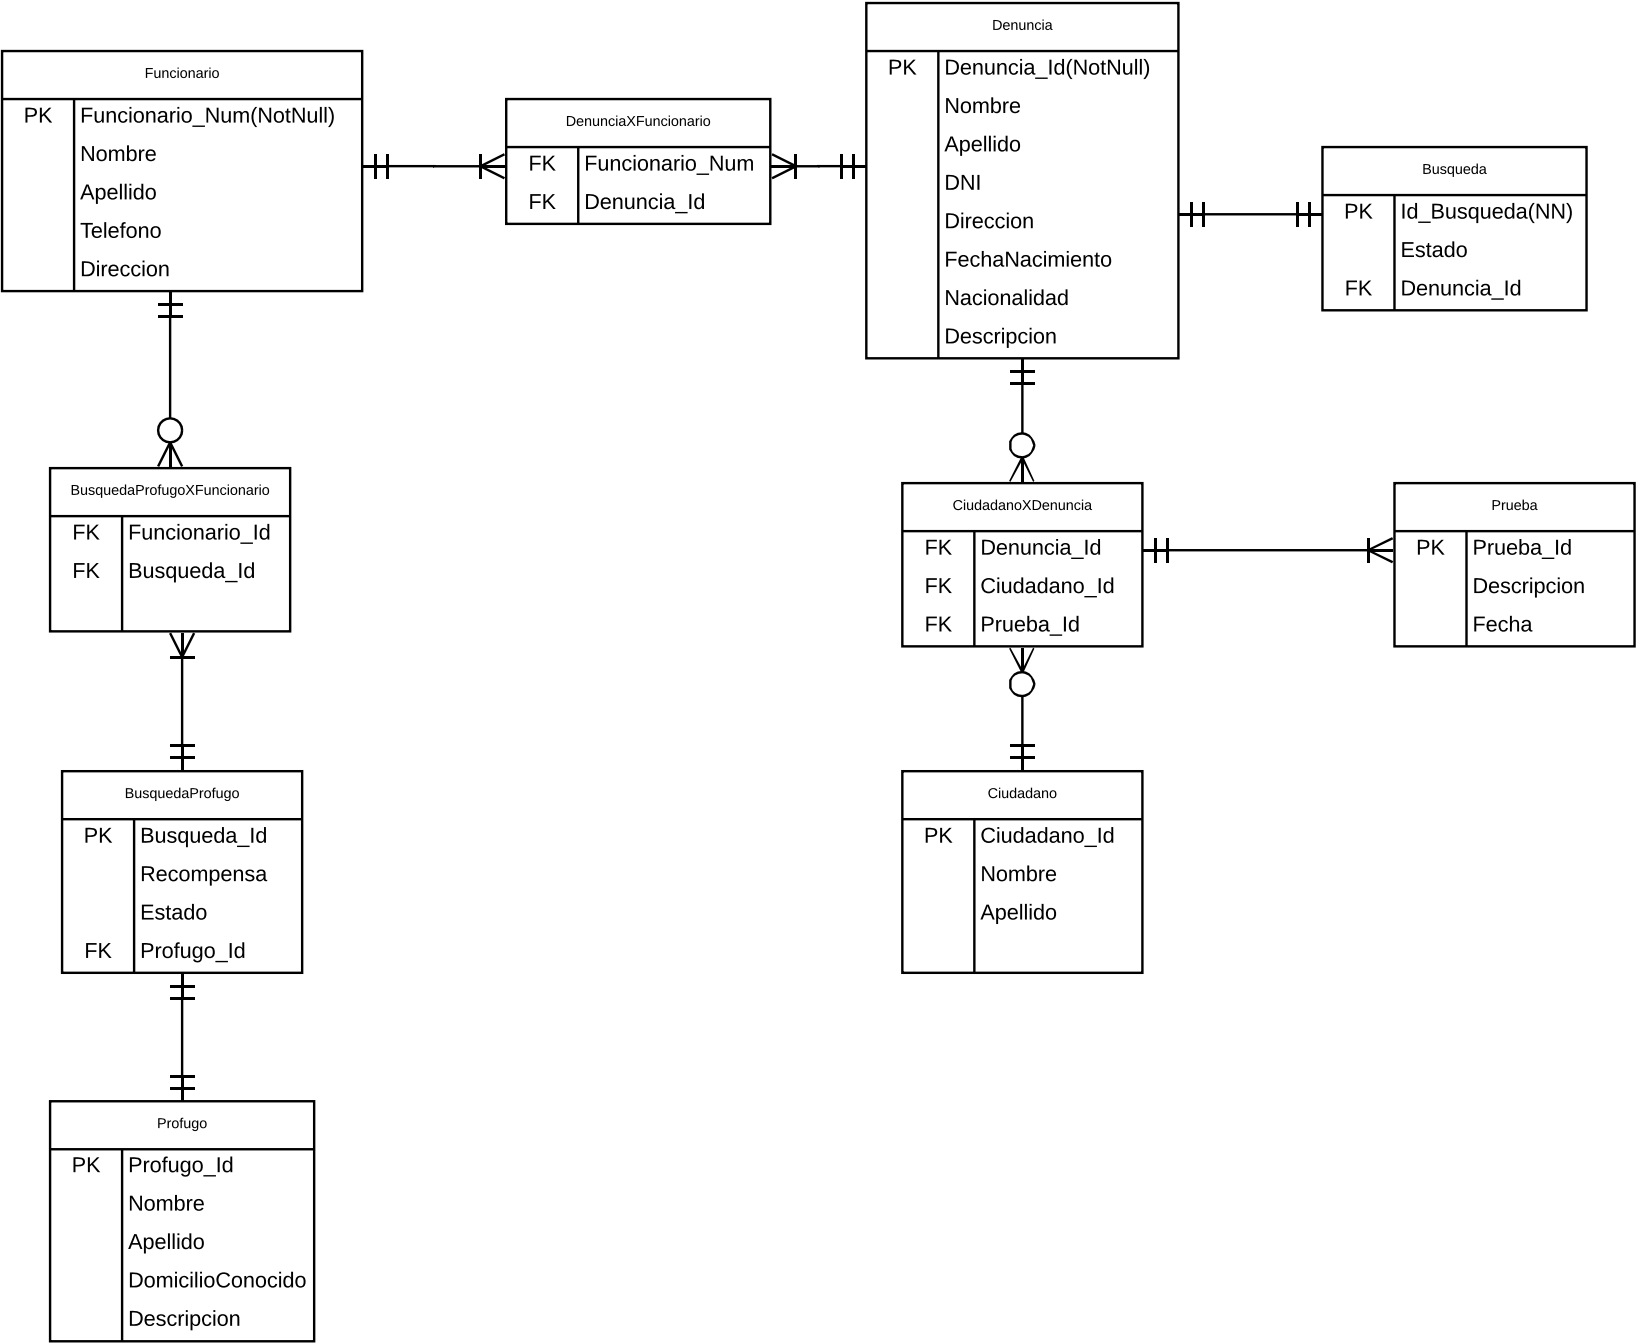 Funcionario
PK Funcionario_Num(NotNull)
Nombre
Apellido
Telefono
Direccion
DenunciaXFuncionario
FK Funcionario_Num
FK Denuncia_Id
Denuncia
PK Denuncia_Id(NotNull)
Nombre
Apellido
DNI
Direccion
FechaNacimiento
Nacionalidad
Descripcion
Busqueda
PK Id_Busqueda(NN)
Estado
FK Denuncia_Id
BusquedaProfugoXFuncionario
FK Funcionario_Id
FK Busqueda_Id
CiudadanoXDenuncia
FK Denuncia_Id
FK Ciudadano_Id
FK Prueba_Id
Prueba
PK Prueba_Id
Descripcion
Fecha
BusquedaProfugo
PK Busqueda_Id
Recompensa
Estado
FK Profugo_Id
Ciudadano
PK Ciudadano_Id
Nombre
Apellido
Profugo
PK Profugo_Id
Nombre
Apellido
DomicilioConocido
Descripcion